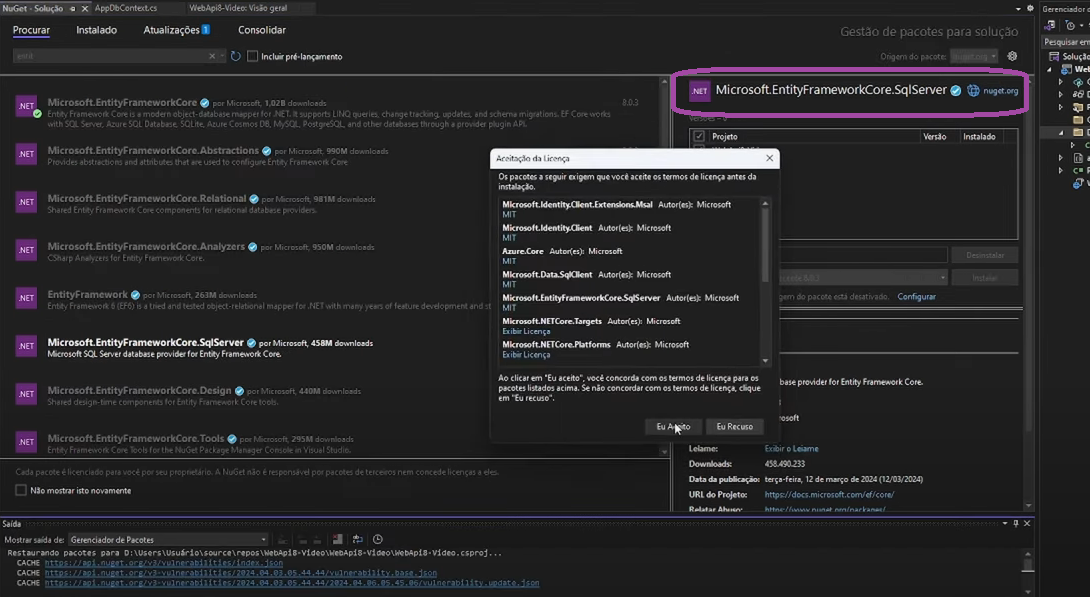 NuGet - Solução
AppDbContext.cs
WebApi8-Video: Visão geral
Gerenciador de
Procurar
Instalado
Atualizações 1
Consolidar
Gestão de pacotes para solução
entit
Incluir pré-lançamento
Origem do pacote: nuget.org
Pesquisar em
Solução
.NET
Microsoft.EntityFrameworkCore por Microsoft, 1,02B downloads
8.0.3
Entity Framework Core is a modern object-database mapper for .NET. It supports LINQ queries, change tracking, updates, and schema migrations. EF Core works
with SQL Server, Azure SQL Database, SQLite, Azure Cosmos DB, MySQL, PostgreSQL, and other databases through a provider plugin API.
.NET
Microsoft.EntityFrameworkCore.Abstractions por Microsoft, 990M downloads
Provides abstractions and attributes that are used to configure Entity Framework Core
.NET
Microsoft.EntityFrameworkCore.Relational por Microsoft, 981M downloads
Shared Entity Framework Core components for relational database providers.
.NET
Microsoft.EntityFrameworkCore.Analyzers por Microsoft, 950M downloads
CSharp Analyzers for Entity Framework Core.
.NET
EntityFramework por Microsoft, 263M downloads
Entity Framework 6 (EF6) is a tried and tested object-relational mapper for .NET with many years of feature development and
.NET
Microsoft.EntityFrameworkCore.SqlServer por Microsoft, 458M downloads
Microsoft SQL Server database provider for Entity Framework Core.
.NET
Microsoft.EntityFrameworkCore.Design por Microsoft, 440M downloads
Shared design-time components for Entity Framework Core tools.
.NET
Microsoft.EntityFrameworkCore.Tools por Microsoft, 295M downloads
Entity Framework Core Tools for the NuGet Package Manager Console in Visual Studio.
Cada pacote é licenciado para você por seu proprietário. A NuGet não é responsável por pacotes de terceiros nem concede licenças a eles.
Não mostrar isto novamente
.NET Microsoft.EntityFrameworkCore.SqlServer nuget.org
Projeto
Versão
Instalado
Desinstalar
Instalar
do pacote está desativado. Configurar
base provider for Entity Framework Core.
Leiame: Exibir o Leiame
Downloads: 458.490.233
Data da publicação: terça-feira, 12 de março de 2024 (12/03/2024)
URL do Projeto: https://docs.microsoft.com/ef/core/
Relatar Abuso: https://www.nuget.org/packages/
Aceitação da Licença
Os pacotes a seguir exigem que você aceite os termos de licença antes da
instalação.
Microsoft.Identity.Client.Extensions.Msal Autor(es): Microsoft
MIT
Microsoft.Identity.Client Autor(es): Microsoft
MIT
Azure.Core Autor(es): Microsoft
MIT
Microsoft.Data.SqlClient Autor(es): Microsoft
MIT
Microsoft.EntityFrameworkCore.SqlServer Autor(es): Microsoft
MIT
Microsoft.NETCore.Targets Autor(es): Microsoft
Exibir Licença
Microsoft.NETCore.Platforms Autor(es): Microsoft
Exibir Licença
Ao clicar em "Eu aceito", você concorda com os termos de licença para os
pacotes listados acima. Se não concordar com os termos de licença, clique
em "Eu recuso".
Eu Aceito
Eu Recuso
Saída
Mostrar saída de: Gerenciador de Pacotes
Restaurando pacotes para D:\Users\Usuário\source\repos\WebApi8-Video\WebApi8-Video\WebApi8-Video.csproj...
CACHE https://api.nuget.org/v3/vulnerabilities/index.json
CACHE https://api.nuget.org/v3-vulnerabilities/2024.04.03.05.44.44/vulnerability.base.json
CACHE https://api.nuget.org/v3-vulnerabilities/2024.04.03.05.44.44/2024.04.06.05.45.06/vulnerability.update.json